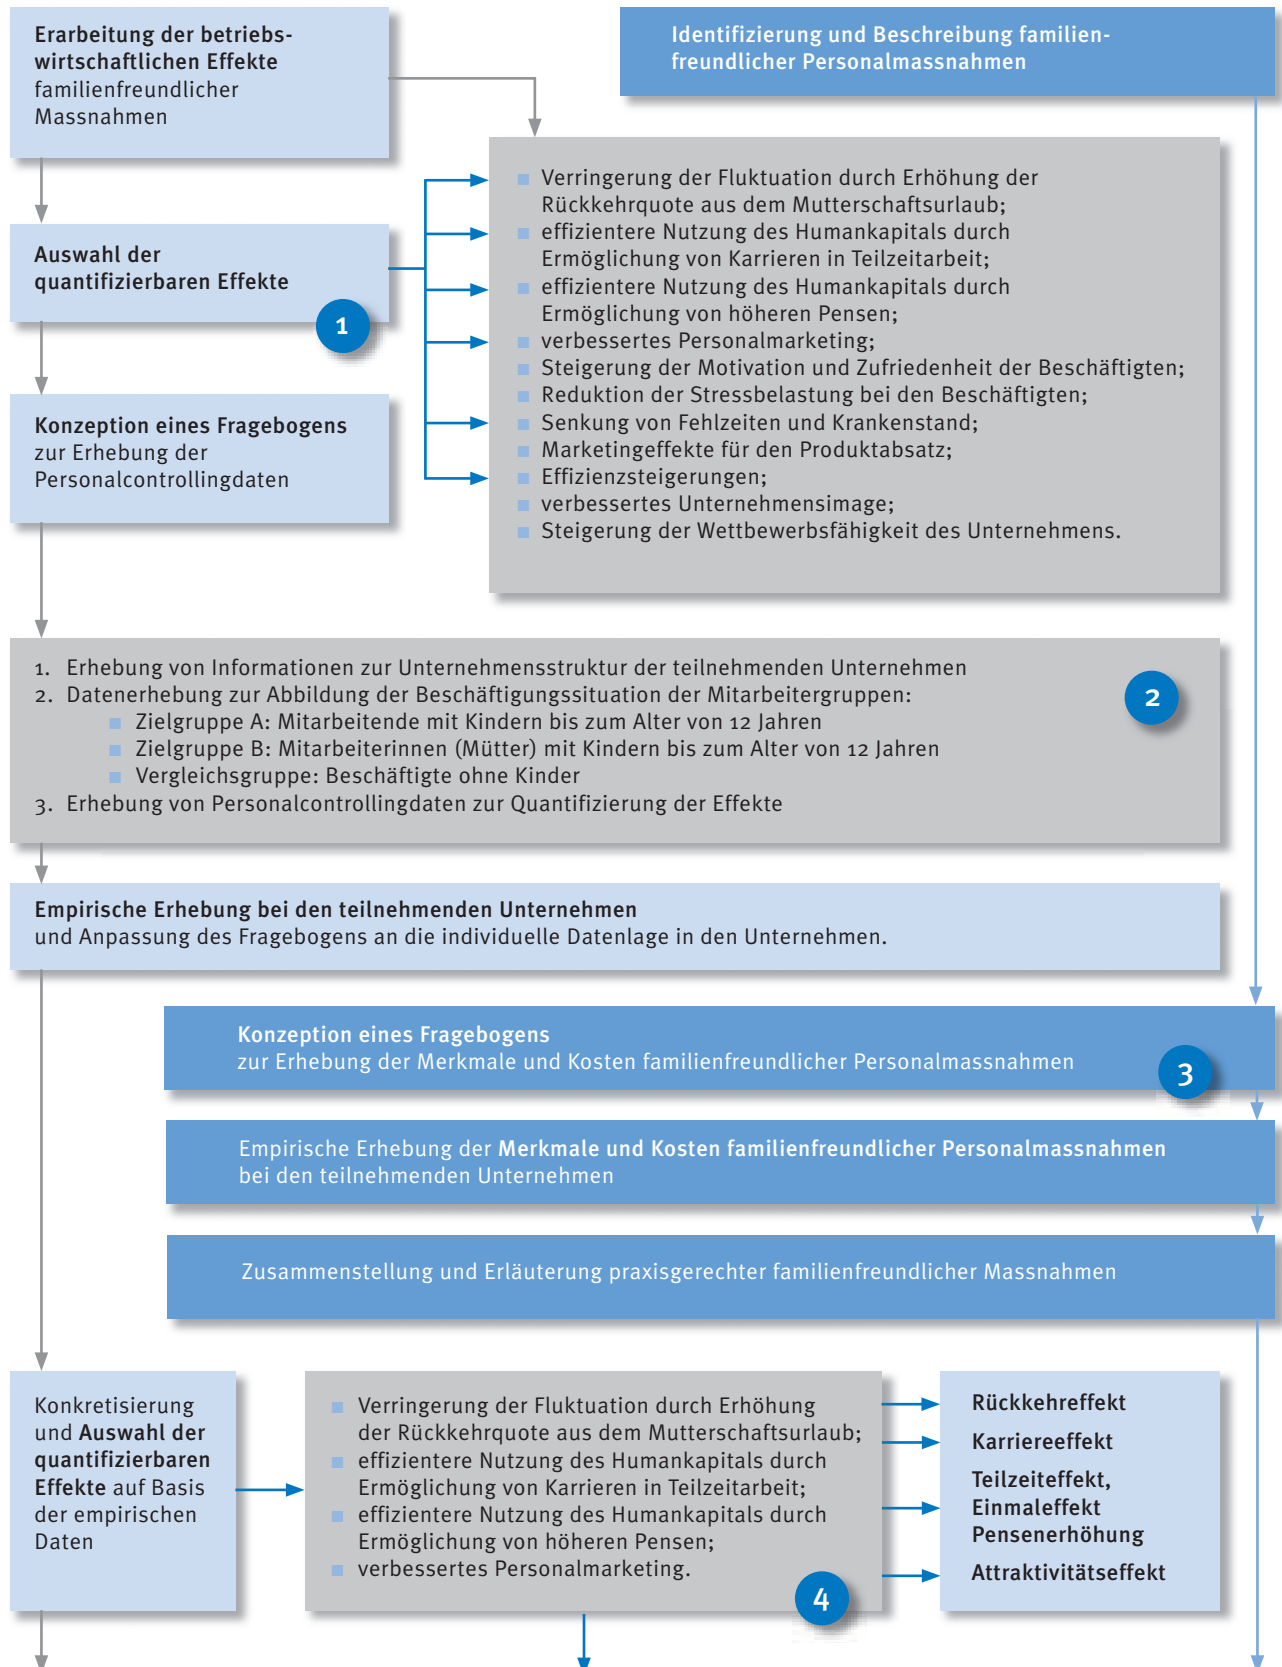 Erarbeitung der betriebs-
wirtschaftlichen Effekte
familienfreundlicher
Massnahmen
Identifizierung und Beschreibung familien-
freundlicher Personalmassnahmen
Auswahl der
quantifizierbaren Effekte
1
Konzeption eines Fragebogens
zur Erhebung der
Personalcontrollingdaten
Verringerung der Fluktuation durch Erhöhung der
Rückkehrquote aus dem Mutterschaftsurlaub;
effizientere Nutzung des Humankapitals durch
Ermöglichung von Karrieren in Teilzeitarbeit;
effizientere Nutzung des Humankapitals durch
Ermöglichung von höheren Pensen;
verbessertes Personalmarketing;
Steigerung der Motivation und Zufriedenheit der Beschäftigten;
Reduktion der Stressbelastung bei den Beschäftigten;
Senkung von Fehlzeiten und Krankenstand;
Marketingeffekte für den Produktabsatz;
Effizienzsteigerungen;
verbessertes Unternehmensimage;
Steigerung der Wettbewerbsfähigkeit des Unternehmens.
1. Erhebung von Informationen zur Unternehmensstruktur der teilnehmenden Unternehmen
2. Datenerhebung zur Abbildung der Beschäftigungssituation der Mitarbeitergruppen:
Zielgruppe A: Mitarbeitende mit Kindern bis zum Alter von 12 Jahren
Zielgruppe B: Mitarbeiterinnen (Mütter) mit Kindern bis zum Alter von 12 Jahren
Vergleichsgruppe: Beschäftigte ohne Kinder
3. Erhebung von Personalcontrollingdaten zur Quantifizierung der Effekte
2
Empirische Erhebung bei den teilnehmenden Unternehmen
und Anpassung des Fragebogens an die individuelle Datenlage in den Unternehmen.
Konzeption eines Fragebogens
zur Erhebung der Merkmale und Kosten familienfreundlicher Personalmassnahmen
3
Empirische Erhebung der Merkmale und Kosten familienfreundlicher Personalmassnahmen
bei den teilnehmenden Unternehmen
Zusammenstellung und Erläuterung praxisgerechter familienfreundlicher Massnahmen
Konkretisierung
und Auswahl der
quantifizierbaren
Effekte auf Basis
der empirischen
Daten
Verringerung der Fluktuation durch Erhöhung
der Rückkehrquote aus dem Mutterschaftsurlaub;
effizientere Nutzung des Humankapitals durch
Ermöglichung von Karrieren in Teilzeitarbeit;
effizientere Nutzung des Humankapitals durch
Ermöglichung von höheren Pensen;
verbessertes Personalmarketing.
4
Rückkehreffekt
Karriereeffekt
Teilzeiteffekt,
Einmaleffekt
Pensenerhöhung
Attraktivitätseffekt